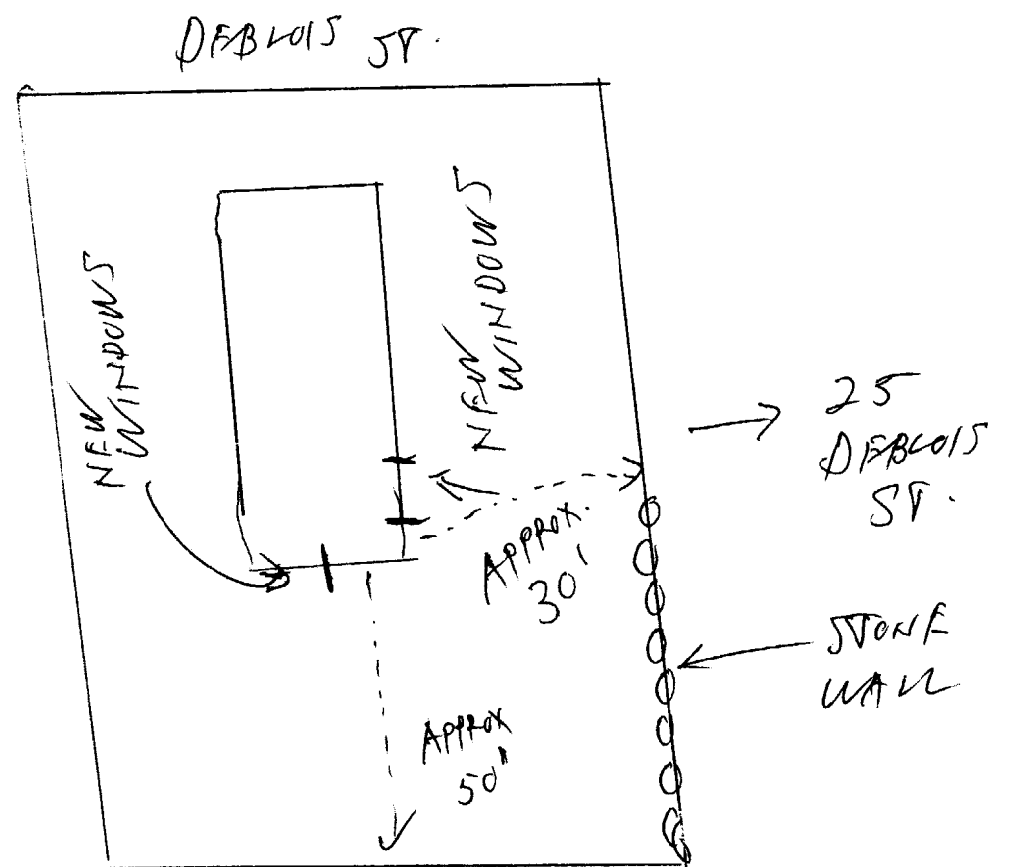 DEBLOIS ST.
NEW
WINDOWS
NEW
WINDOWS
25
DEBLOIS
ST.
APPROX.
30'
STONE
WALL
APPROX
50'